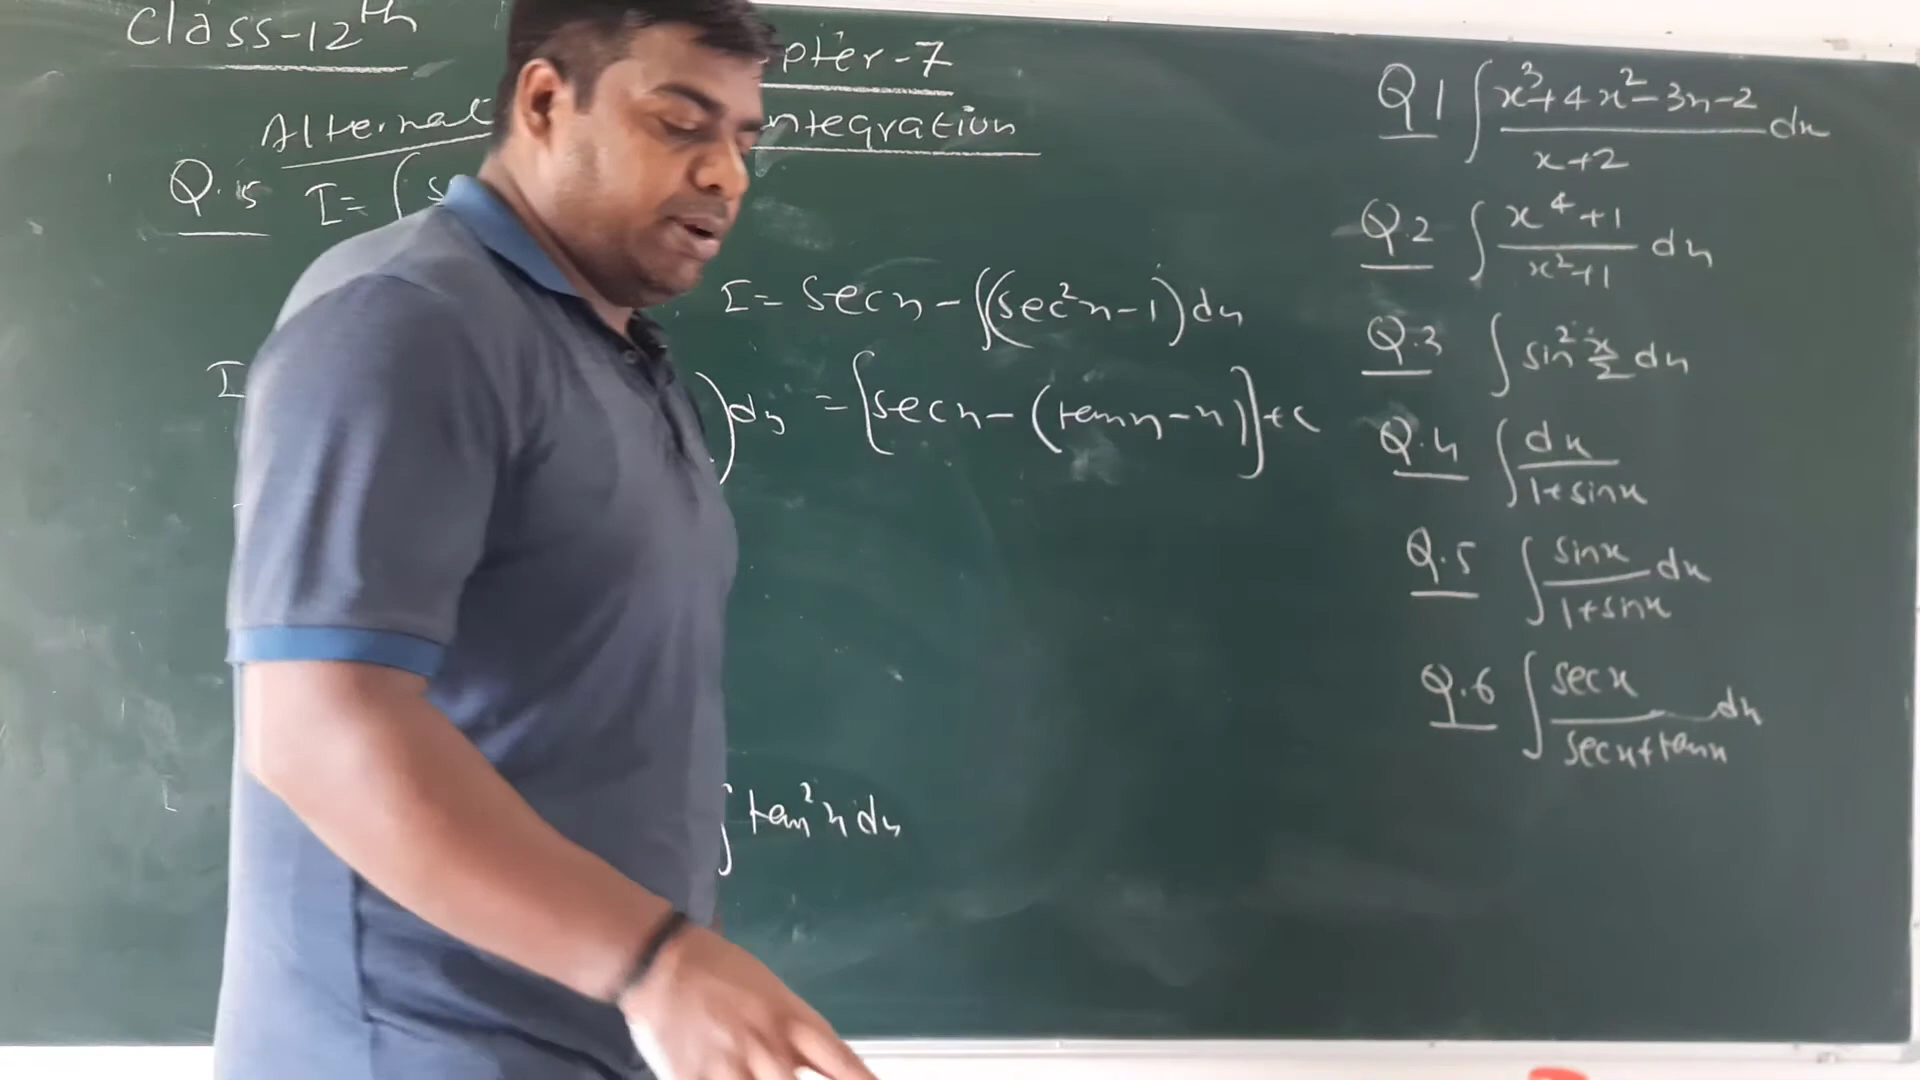 Class-12th
pter-7
Alternat ntegration
Q.5 I= ∫ s
I= secx - ∫(sec²x-1)dx
I )dx = [secx - (tanx - x)] + c
∫ tan²x dx
Q1 ∫ x³+4x²-3x-2 / x+2 dx
Q.2 ∫ x⁴+1 / x²+1 dx
Q.3 ∫ sin² x/2 dx
Q.4 ∫ dx / 1+sinx
Q.5 ∫ sinx / 1+sinx dx
Q.6 ∫ secx / secx+tanx dx